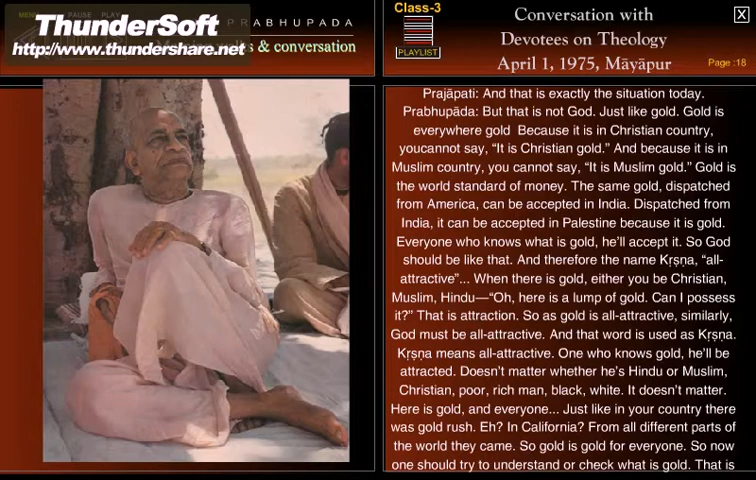 MENU PAUSE PLAY
PRABHUPADA
ThunderSoft
http://www.thundershare.net
& conversation
Class-3
PLAYLIST
Conversation with
Devotees on Theology
April 1, 1975, Māyāpur
Page :18
X
Prajāpati: And that is exactly the situation today.
Prabhupāda: But that is not God. Just like gold. Gold is
everywhere gold  Because it is in Christian country,
youcannot say, “It is Christian gold.” And because it is in
Muslim country, you cannot say, “It is Muslim gold.” Gold is
the world standard of money. The same gold, dispatched
from America, can be accepted in India. Dispatched from
India, it can be accepted in Palestine because it is gold.
Everyone who knows what is gold, he’ll accept it. So God
should be like that. And therefore the name Kṛṣṇa, “all-
attractive”... When there is gold, either you be Christian,
Muslim, Hindu—“Oh, here is a lump of gold. Can I possess
it?” That is attraction. So as gold is all-attractive, similarly,
God must be all-attractive. And that word is used as Kṛṣṇa.
Kṛṣṇa means all-attractive. One who knows gold, he’ll be
attracted. Doesn’t matter whether he’s Hindu or Muslim,
Christian, poor, rich man, black, white. It doesn’t matter.
Here is gold, and everyone... Just like in your country there
was gold rush. Eh? In California? From all different parts of
the world they came. So gold is gold for everyone. So now
one should try to understand or check what is gold. That is